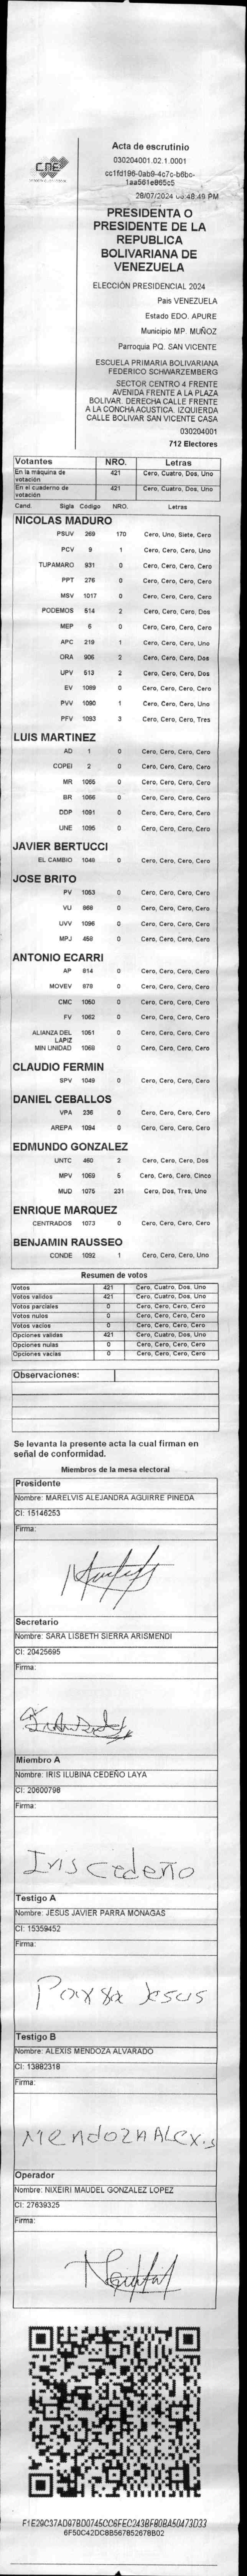 CNE
Acta de escrutinio
030204001.02.1.0001
cc1fd196-0ab9-4c7c-b6bc-
1aa561e865c5
28/07/2024 :48:49 PM
PRESIDENTA O
PRESIDENTE DE LA
REPUBLICA
BOLIVARIANA DE
VENEZUELA
ELECCIÓN PRESIDENCIAL 2024
Pais VENEZUELA
Estado EDO. APURE
Municipio MP. MUÑOZ
Parroquia PQ. SAN VICENTE
ESCUELA PRIMARIA BOLIVARIANA
FEDERICO SCHWARZEMBERG
SECTOR CENTRO 4 FRENTE
AVENIDA FRENTE A LA PLAZA
BOLIVAR. DERECHA CALLE FRENTE
A LA CONCHA ACUSTICA. IZQUIERDA
CALLE BOLIVAR SAN VICENTE CASA
030204001
712 Electores
Votantes NRO. Letras
En la máquina de votación 421 Cero, Cuatro, Dos, Uno
En el cuaderno de votación 421 Cero, Cuatro, Dos, Uno
Cand. Sigla Código NRO. Letras
NICOLAS MADURO
PSUV 269 170 Cero, Uno, Siete, Cero
PCV 9 1 Cero, Cero, Cero, Uno
TUPAMARO 931 0 Cero, Cero, Cero, Cero
PPT 276 0 Cero, Cero, Cero, Cero
MSV 1017 0 Cero, Cero, Cero, Cero
PODEMOS 514 2 Cero, Cero, Cero, Dos
MEP 6 0 Cero, Cero, Cero, Cero
APC 219 1 Cero, Cero, Cero, Uno
ORA 906 2 Cero, Cero, Cero, Dos
UPV 513 2 Cero, Cero, Cero, Dos
EV 1089 0 Cero, Cero, Cero, Cero
PVV 1090 1 Cero, Cero, Cero, Uno
PFV 1093 3 Cero, Cero, Cero, Tres
LUIS MARTINEZ
AD 1 0 Cero, Cero, Cero, Cero
COPEI 2 0 Cero, Cero, Cero, Cero
MR 1065 0 Cero, Cero, Cero, Cero
BR 1066 0 Cero, Cero, Cero, Cero
DDP 1091 0 Cero, Cero, Cero, Cero
UNE 1095 0 Cero, Cero, Cero, Cero
JAVIER BERTUCCI
EL CAMBIO 1048 0 Cero, Cero, Cero, Cero
JOSE BRITO
PV 1053 0 Cero, Cero, Cero, Cero
VU 868 0 Cero, Cero, Cero, Cero
UVV 1096 0 Cero, Cero, Cero, Cero
MPJ 458 0 Cero, Cero, Cero, Cero
ANTONIO ECARRI
AP 814 0 Cero, Cero, Cero, Cero
MOVEV 878 0 Cero, Cero, Cero, Cero
CMC 1050 0 Cero, Cero, Cero, Cero
FV 1052 0 Cero, Cero, Cero, Cero
ALIANZA DEL LAPIZ 1051 0 Cero, Cero, Cero, Cero
MIN UNIDAD 1068 0 Cero, Cero, Cero, Cero
CLAUDIO FERMIN
SPV 1049 0 Cero, Cero, Cero, Cero
DANIEL CEBALLOS
VPA 236 0 Cero, Cero, Cero, Cero
AREPA 1094 0 Cero, Cero, Cero, Cero
EDMUNDO GONZALEZ
UNTC 460 2 Cero, Cero, Cero, Dos
MPV 1069 5 Cero, Cero, Cero, Cinco
MUD 1075 231 Cero, Dos, Tres, Uno
ENRIQUE MARQUEZ
CENTRADOS 1073 0 Cero, Cero, Cero, Cero
BENJAMIN RAUSSEO
CONDE 1092 1 Cero, Cero, Cero, Uno
Resumen de votos
Votos 421 Cero, Cuatro, Dos, Uno
Votos validos 421 Cero, Cuatro, Dos, Uno
Votos parciales 0 Cero, Cero, Cero, Cero
Votos nulos 0 Cero, Cero, Cero, Cero
Votos vacios 0 Cero, Cero, Cero, Cero
Opciones validas 421 Cero, Cuatro, Dos, Uno
Opciones nulas 0 Cero, Cero, Cero, Cero
Opciones vacias 0 Cero, Cero, Cero, Cero
Observaciones:
Se levanta la presente acta la cual firman en
señal de conformidad.
Miembros de la mesa electoral
Presidente
Nombre: MARELVIS ALEJANDRA AGUIRRE PINEDA
CI: 15146253
Firma:
Secretario
Nombre: SARA LISBETH SIERRA ARISMENDI
CI: 20425695
Firma:
Miembro A
Nombre: IRIS ILUBINA CEDEÑO LAYA
CI: 20600798
Firma:
Iris cedeño
Testigo A
Nombre: JESUS JAVIER PARRA MONAGAS
CI: 15359452
Firma:
Parra Jesus
Testigo B
Nombre: ALEXIS MENDOZA ALVARADO
CI: 13882318
Firma:
Mendoza Alexis
Operador
Nombre: NIXEIRI MAUDEL GONZALEZ LOPEZ
CI: 27639325
Firma:
F1E29C37AD97BD0745CC6FEC243BFB0BA50473D33
6F50C42DC8B567852678B02